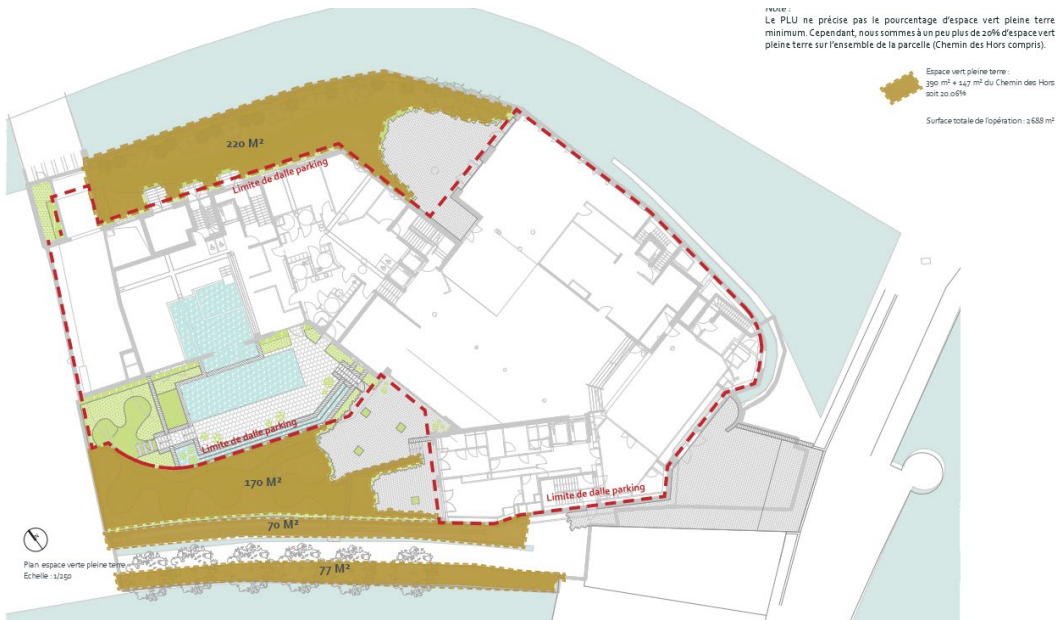 Note :
Le PLU ne précise pas le pourcentage d'espace vert pleine terre
minimum. Cependant, nous sommes à un peu plus de 20% d'espace vert
pleine terre sur l'ensemble de la parcelle (Chemin des Hors compris).
Espace vert pleine terre :
390 m² + 147 m² du Chemin des Hors
soit 20.06%
Surface totale de l'opération : 2688 m²
220 M²
Limite de dalle parking
Limite de dalle parking
170 M²
Limite de dalle parking
70 M²
77 M²
N
Plan espace verte pleine terre
Echelle : 1/250